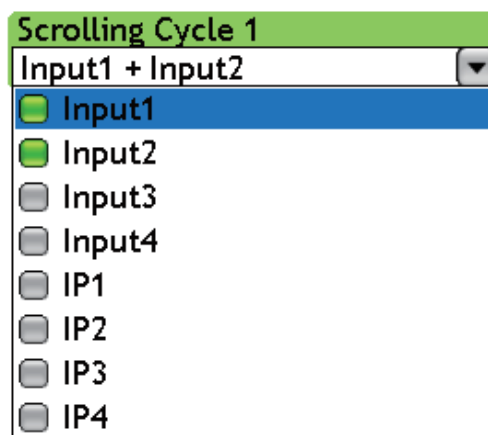 Scrolling Cycle 1
Input1 + Input2
Input1
Input2
Input3
Input4
IP1
IP2
IP3
IP4